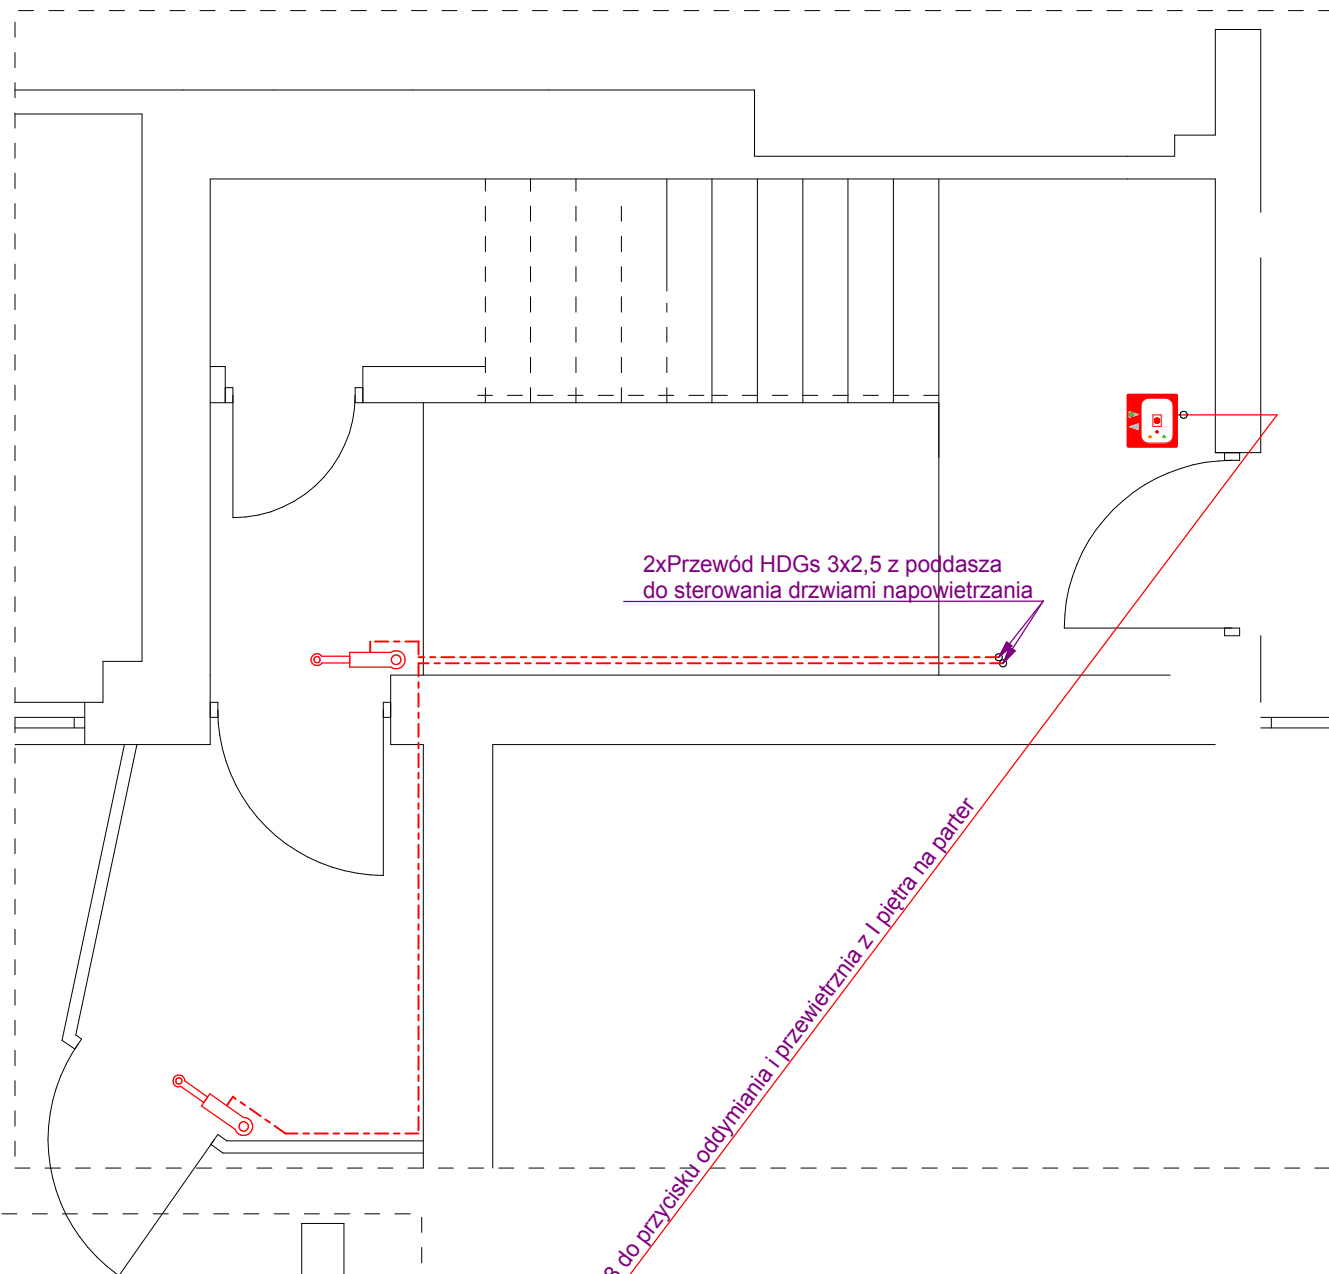 2xPrzewód HDGs 3x2,5 z poddasza
do sterowania drzwiami napowietrzania
do przycisku oddymiania i przewietrznia z I piętra na parter